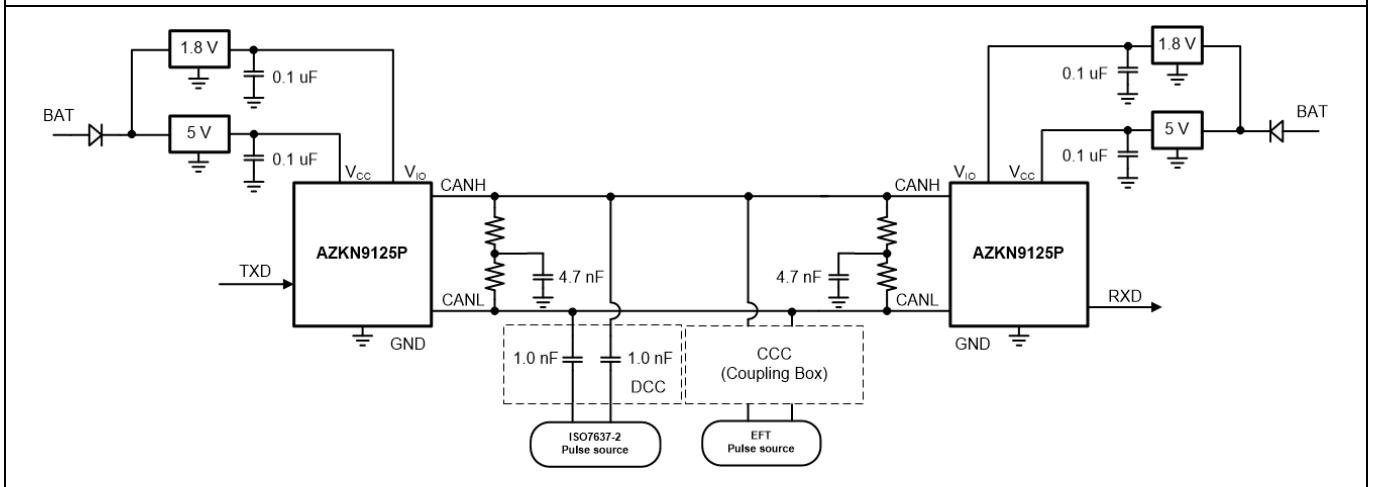 1.8 V
0.1 uF
BAT
5 V
0.1 uF
VCC
VIO
CANH
AZKN9125P
TXD
4.7 nF
CANL
GND
1.8 V
0.1 uF
BAT
5 V
0.1 uF
VIO
VCC
CANH
AZKN9125P
4.7 nF
CANL
RXD
GND
1.0 nF
1.0 nF
DCC
CCC
(Coupling Box)
ISO7637-2
Pulse source
EFT
Pulse source